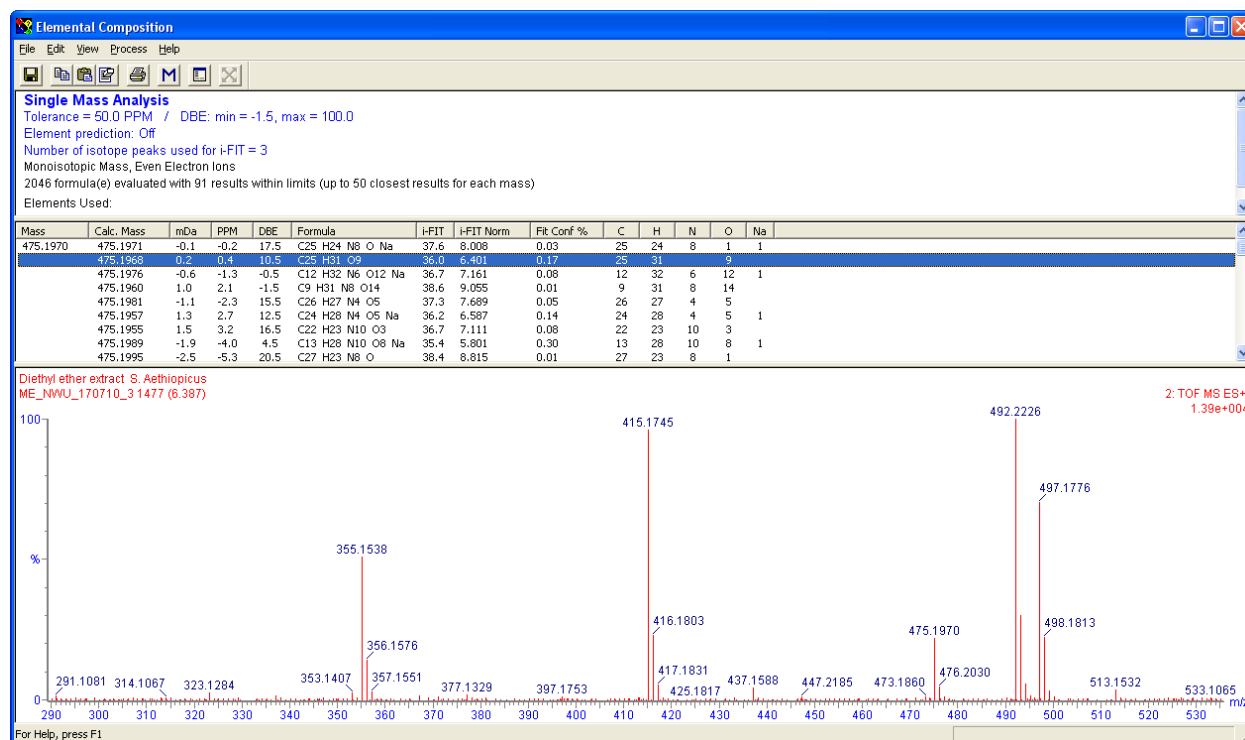 Elemental Composition
File Edit View Process Help
Single Mass Analysis
Tolerance = 50.0 PPM / DBE: min = -1.5, max = 100.0
Element prediction: Off
Number of isotope peaks used for i-FIT = 3
Monoisotopic Mass, Even Electron Ions
2046 formula(e) evaluated with 91 results within limits (up to 50 closest results for each mass)
Elements Used:
Mass Calc. Mass mDa PPM DBE Formula i-FIT i-FIT Norm Fit Conf % C H N O Na
475.1970 475.1971 -0.1 -0.2 17.5 C25 H24 N8 O Na 37.6 8.008 0.03 25 24 8 1 1
475.1968 0.2 0.4 10.5 C25 H31 O9 36.0 6.401 0.17 25 31 9
475.1976 -0.6 -1.3 -0.5 C12 H32 N6 O12 Na 36.7 7.161 0.08 12 32 6 12 1
475.1960 1.0 2.1 -1.5 C9 H31 N8 O14 38.6 9.055 0.01 9 31 8 14
475.1981 -1.1 -2.3 15.5 C26 H27 N4 O5 37.3 7.689 0.05 26 27 4 5
475.1957 1.3 2.7 12.5 C24 H28 N4 O5 Na 36.2 6.587 0.14 24 28 4 5 1
475.1955 1.5 3.2 16.5 C22 H23 N10 O3 36.7 7.111 0.08 22 23 10 3
475.1989 -1.9 -4.0 4.5 C13 H28 N10 O8 Na 35.4 5.801 0.30 13 28 10 8 1
475.1995 -2.5 -5.3 20.5 C27 H23 N8 O 38.4 8.815 0.01 27 23 8 1
Diethyl ether extract S. Aethiopicus
ME_NWU_170710_3 1477 (6.387)
2: TOF MS ES+
1.39e+004
100
%
0
492.2226
415.1745
497.1776
355.1538
416.1803
498.1813
475.1970
356.1576
417.1831
476.2030
291.1081
314.1067
323.1284
353.1407
357.1551
377.1329
397.1753
425.1817
437.1588
447.2185
473.1860
513.1532
533.1065
290 300 310 320 330 340 350 360 370 380 390 400 410 420 430 440 450 460 470 480 490 500 510 520 530
m/z
For Help, press F1